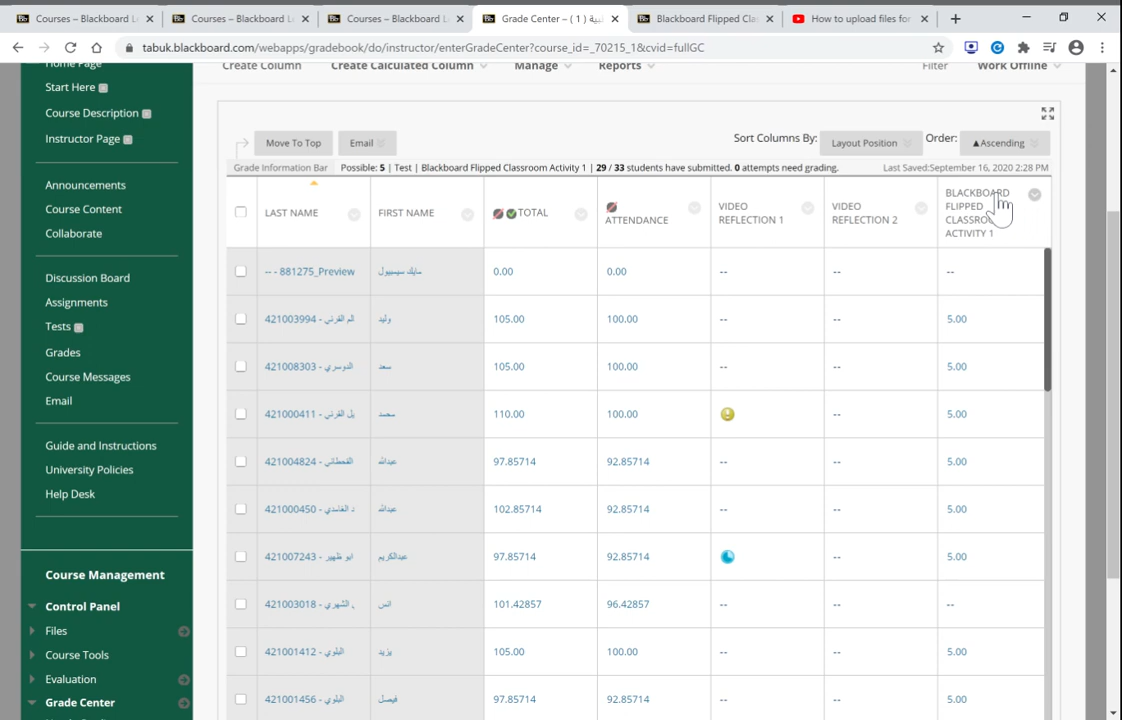 Courses – Blackboard L
Courses – Blackboard L
Courses – Blackboard L
Grade Center – ( 1 )
Blackboard Flipped Cla
How to upload files for
tabuk.blackboard.com/webapps/gradebook/do/instructor/enterGradeCenter?course_id=_70215_1&cvid=fullGC
Home Page
Start Here
Course Description
Instructor Page
Announcements
Course Content
Collaborate
Discussion Board
Assignments
Tests
Grades
Course Messages
Email
Guide and Instructions
University Policies
Help Desk
Course Management
Control Panel
Files
Course Tools
Evaluation
Grade Center
Create Column Create Calculated Column Manage Reports Filter Work Offline
Move To Top Email Sort Columns By: Layout Position Order: ▲Ascending
Grade Information Bar Possible: 5 | Test | Blackboard Flipped Classroom Activity 1 | 29 / 33 students have submitted. 0 attempts need grading. Last Saved:September 16, 2020 2:28 PM
LAST NAME FIRST NAME TOTAL ATTENDANCE VIDEO REFLECTION 1 VIDEO REFLECTION 2 BLACKBOARD FLIPPED CLASSROOM ACTIVITY 1
-- - 881275_Preview سايك سيمبيول 0.00 0.00 -- -- --
421003994 - الم القرني وليد 105.00 100.00 -- -- 5.00
421008303 - الدوسري سعد 105.00 100.00 -- -- 5.00
421000411 - يل القرني محمد 110.00 100.00 -- 5.00
421004824 - القحطاني عبدالله 97.85714 92.85714 -- -- 5.00
421000450 - د الغامدي عبدالله 102.85714 92.85714 -- -- 5.00
421007243 - ابو ظهير عبدالكريم 97.85714 92.85714 -- 5.00
421003018 - الشهري انس 101.42857 96.42857 -- -- --
421001412 - البلوي يزيد 105.00 100.00 -- -- 5.00
421001456 - البلوي فيصل 97.85714 92.85714 -- -- 5.00